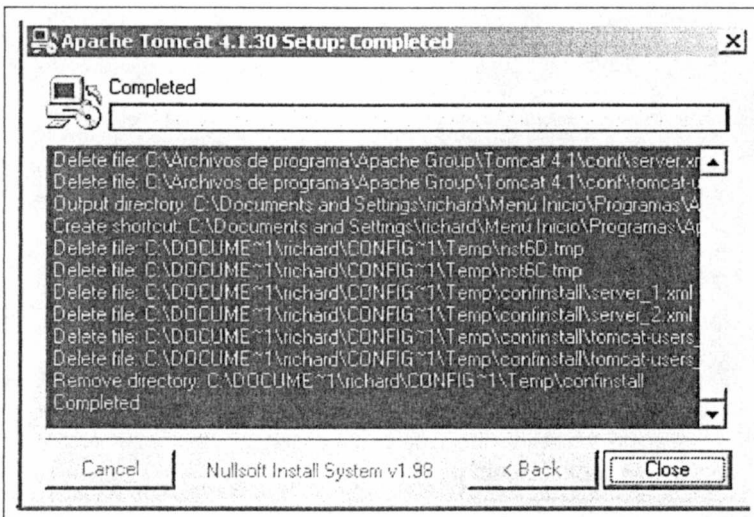 Apache Tomcat 4.1.30 Setup: Completed
Completed
Delete file: C:\Archivos de programa\Apache Group\Tomcat 4.1\conf\server.xr
Delete file: C:\Archivos de programa\Apache Group\Tomcat 4.1\conf\tomcat-u
Output directory: C:\Documents and Settings\richard\Menú Inicio\Programas\A
Create shortcut: C:\Documents and Settings\richard\Menú Inicio\Programas\Ap
Delete file: C:\DOCUME~1\richard\CONFIG~1\Temp\nst6D.tmp
Delete file: C:\DOCUME~1\richard\CONFIG~1\Temp\nst6C.tmp
Delete file: C:\DOCUME~1\richard\CONFIG~1\Temp\confinstall\server_1.xml
Delete file: C:\DOCUME~1\richard\CONFIG~1\Temp\confinstall\server_2.xml
Delete file: C:\DOCUME~1\richard\CONFIG~1\Temp\confinstall\tomcat-users_
Delete file: C:\DOCUME~1\richard\CONFIG~1\Temp\confinstall\tomcat-users_
Remove directory: C:\DOCUME~1\richard\CONFIG~1\Temp\confinstall
Completed
Cancel Nullsoft Install System v1.98 < Back Close